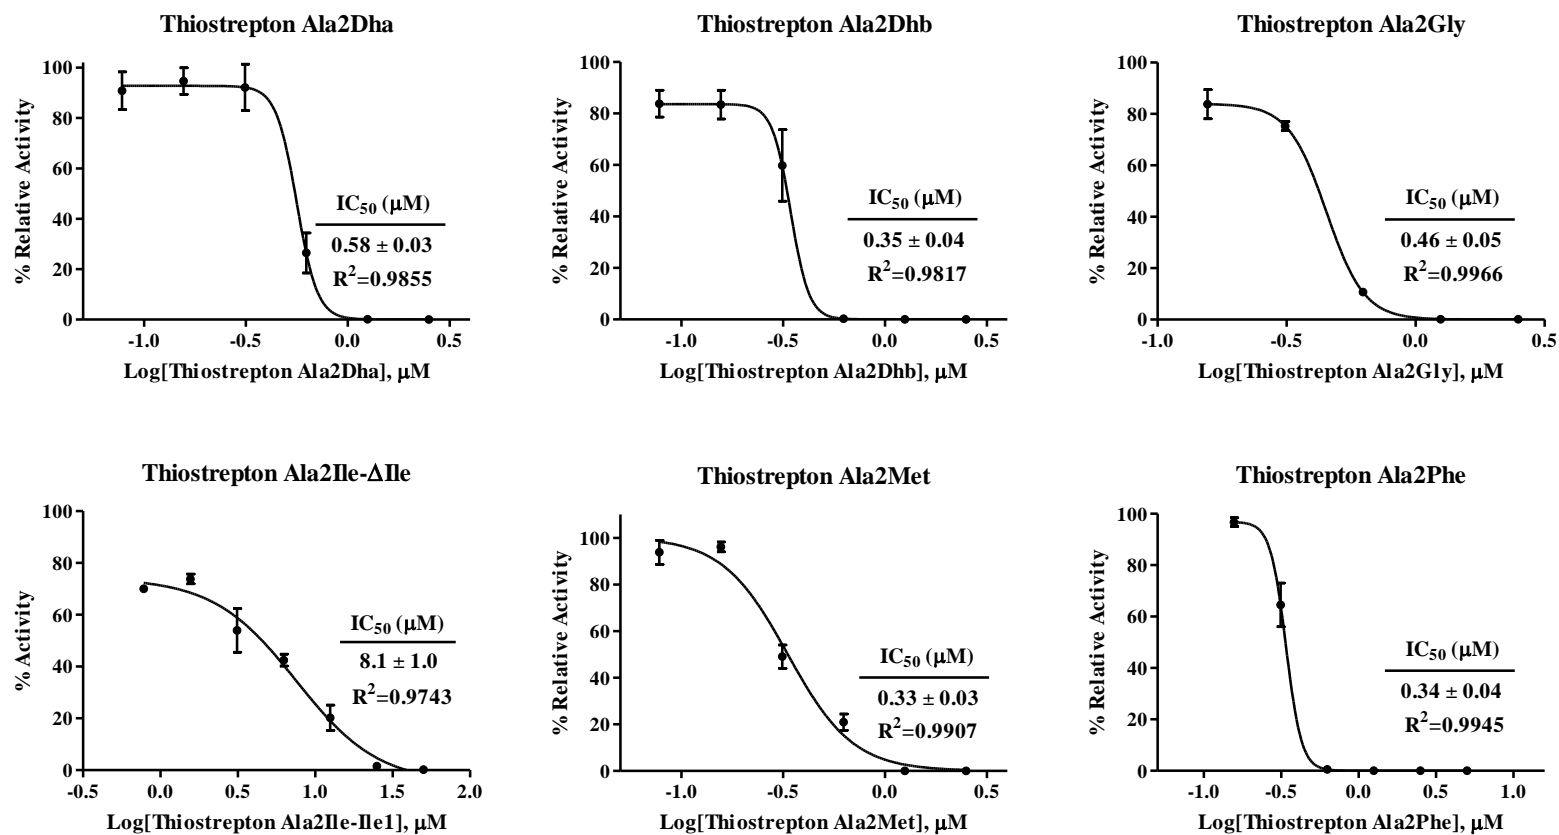 Thiostrepton Ala2Dha
% Relative Activity
100
80
60
40
20
0
-1.0 -0.5 0.0 0.5
Log[Thiostrepton Ala2Dha], μM
IC50 (μM)
0.58 ± 0.03
R²=0.9855
Thiostrepton Ala2Dhb
% Relative Activity
100
80
60
40
20
0
-1.0 -0.5 0.0 0.5
Log[Thiostrepton Ala2Dhb], μM
IC50 (μM)
0.35 ± 0.04
R²=0.9817
Thiostrepton Ala2Gly
% Relative Activity
100
80
60
40
20
0
-1.0 -0.5 0.0 0.5
Log[Thiostrepton Ala2Gly], μM
IC50 (μM)
0.46 ± 0.05
R²=0.9966
Thiostrepton Ala2Ile-ΔIle
% Activity
100
80
60
40
20
0
-0.5 0.0 0.5 1.0 1.5 2.0
Log[Thiostrepton Ala2Ile-Ile1], μM
IC50 (μM)
8.1 ± 1.0
R²=0.9743
Thiostrepton Ala2Met
% Relative Activity
100
80
60
40
20
0
-1.0 -0.5 0.0 0.5
Log[Thiostrepton Ala2Met], μM
IC50 (μM)
0.33 ± 0.03
R²=0.9907
Thiostrepton Ala2Phe
% Relative Activity
100
80
60
40
20
0
-1.0 -0.5 0.0 0.5 1.0
Log[Thiostrepton Ala2Phe], μM
IC50 (μM)
0.34 ± 0.04
R²=0.9945